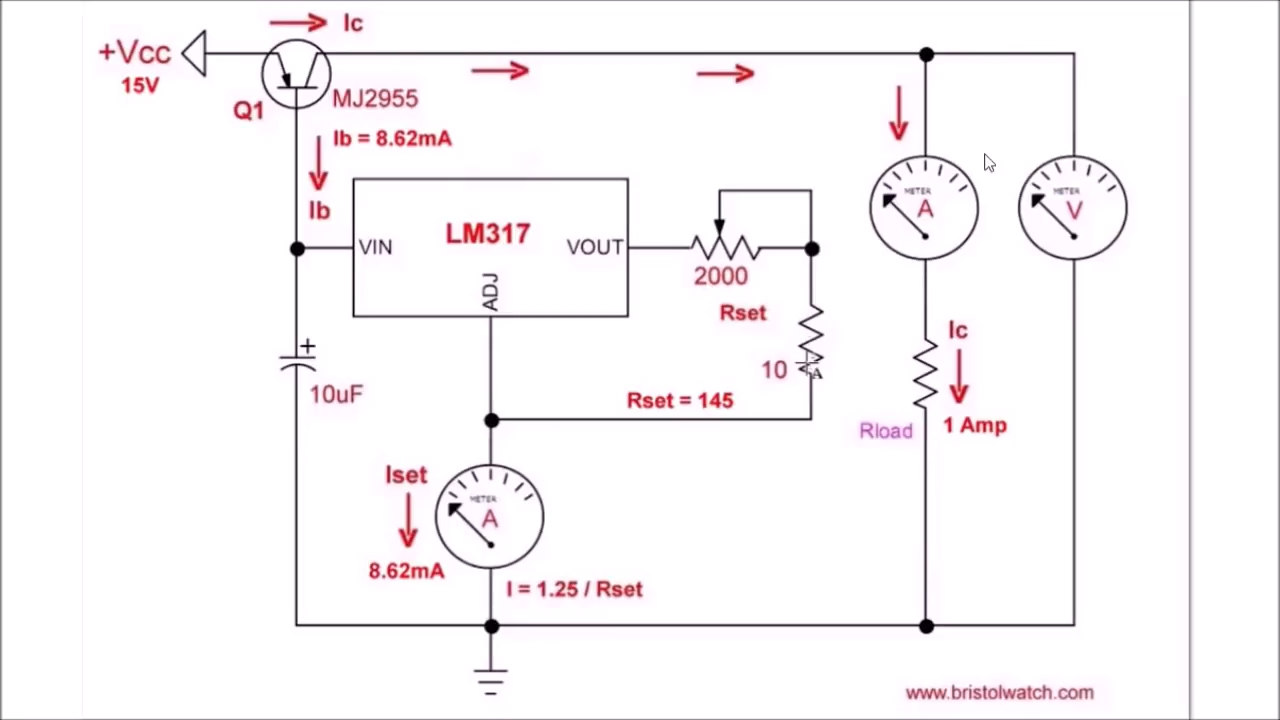 Ic
+Vcc
15V
Q1
MJ2955
Ib = 8.62mA
Ib
VIN
LM317
VOUT
ADJ
2000
Rset
10
A
+
10uF
Rset = 145
METER
A
METER
V
Ic
1 Amp
Rload
Iset
METER
A
8.62mA
I = 1.25 / Rset
www.bristolwatch.com